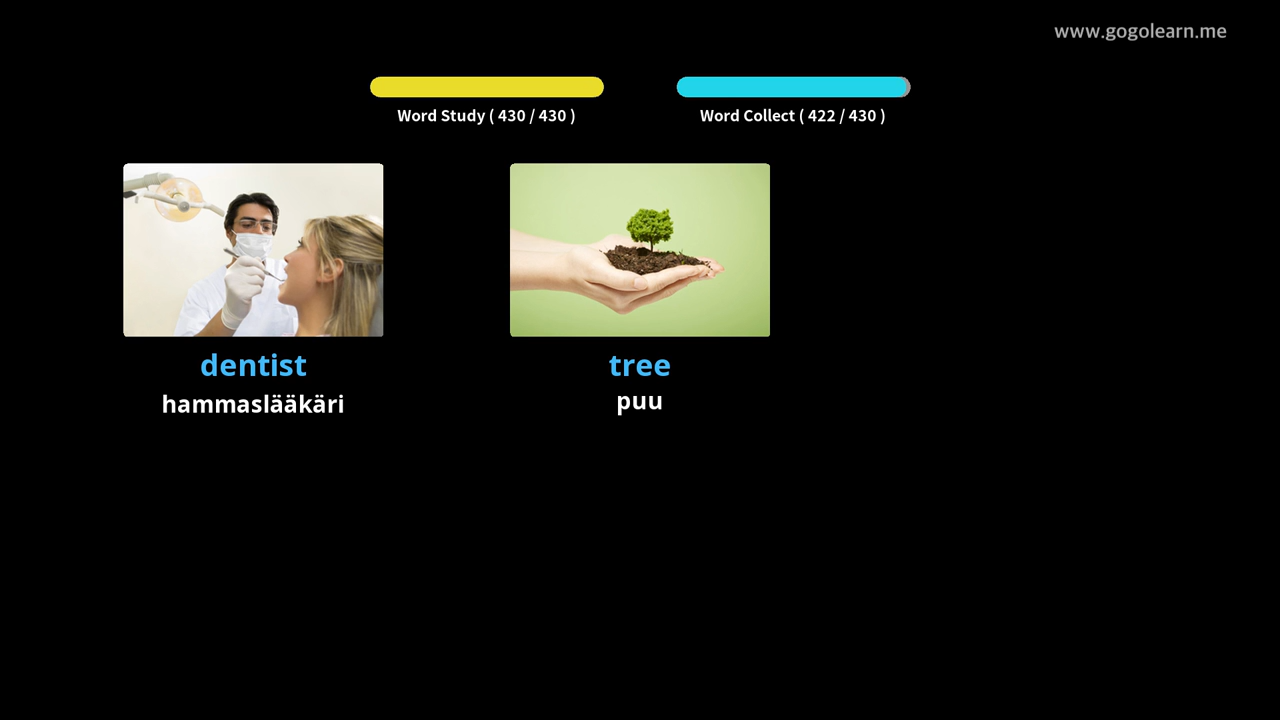 www.gogolearn.me
Word Study ( 430 / 430 )
Word Collect ( 422 / 430 )
dentist
hammaslääkäri
tree
puu